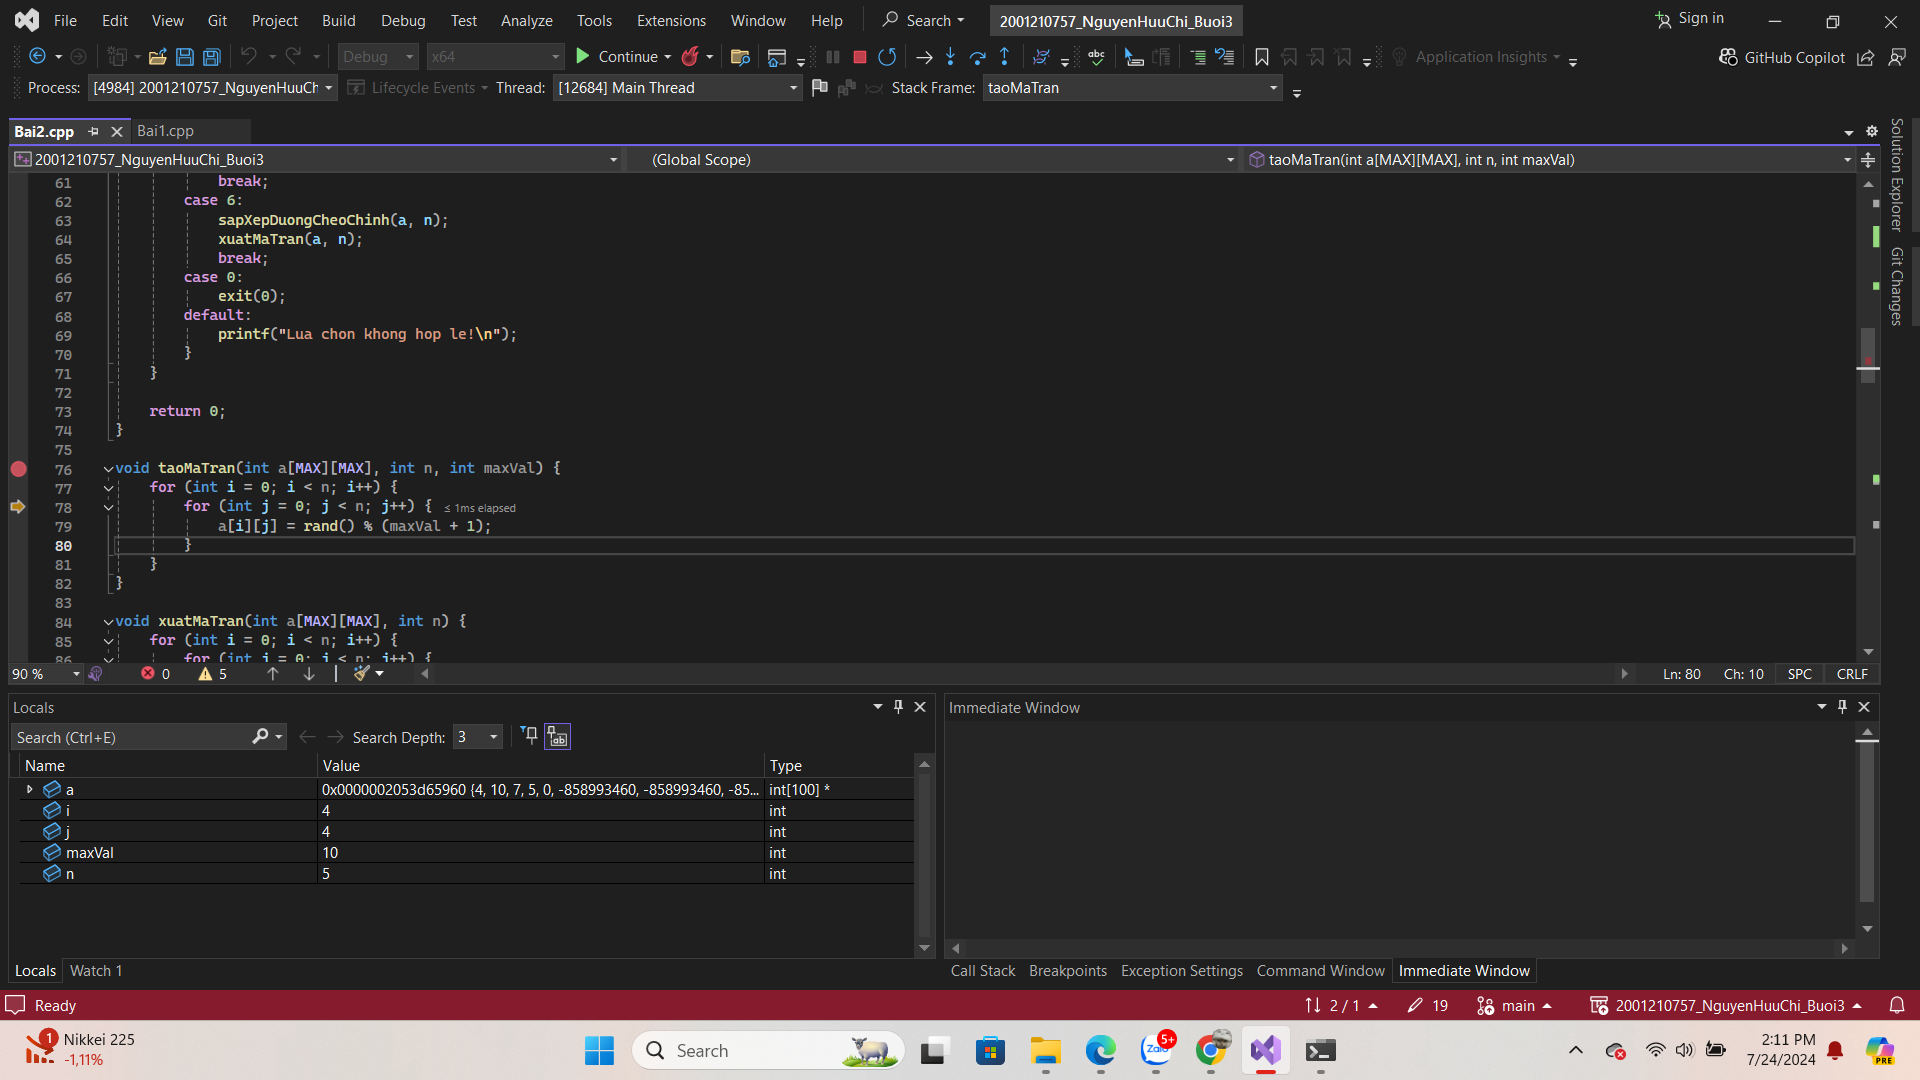 File Edit View Git Project Build Debug Test Analyze Tools Extensions Window Help Search 2001210757_NguyenHuuChi_Buoi3 Sign in
Debug x64 Continue Application Insights GitHub Copilot
Process: [4984] 2001210757_NguyenHuuCh Lifecycle Events Thread: [12684] Main Thread Stack Frame: taoMaTran
Bai2.cpp Bai1.cpp
2001210757_NguyenHuuChi_Buoi3 (Global Scope) taoMaTran(int a[MAX][MAX], int n, int maxVal)
61 break;
62 case 6:
63 sapXepDuongCheoChinh(a, n);
64 xuatMaTran(a, n);
65 break;
66 case 0:
67 exit(0);
68 default:
69 printf("Lua chon khong hop le!\n");
70 }
71 }
72
73 return 0;
74 }
75
76 void taoMaTran(int a[MAX][MAX], int n, int maxVal) {
77 for (int i = 0; i < n; i++) {
78 for (int j = 0; j < n; j++) { ≤ 1ms elapsed
79 a[i][j] = rand() % (maxVal + 1);
80 }
81 }
82 }
83
84 void xuatMaTran(int a[MAX][MAX], int n) {
85 for (int i = 0; i < n; i++) {
86 for (int j = 0; j < n; j++) {
90 % 0 5 Ln: 80 Ch: 10 SPC CRLF
Solution Explorer
Git Changes
Locals
Search (Ctrl+E) Search Depth: 3
Name Value Type
a 0x0000002053d65960 {4, 10, 7, 5, 0, -858993460, -858993460, -85... int[100] *
i 4 int
j 4 int
maxVal 10 int
n 5 int
Locals Watch 1
Immediate Window
Call Stack Breakpoints Exception Settings Command Window Immediate Window
Ready 2 / 1 19 main 2001210757_NguyenHuuChi_Buoi3
1 Nikkei 225
-1,11%
Search
Zalo 5+
2:11 PM
7/24/2024
PRE